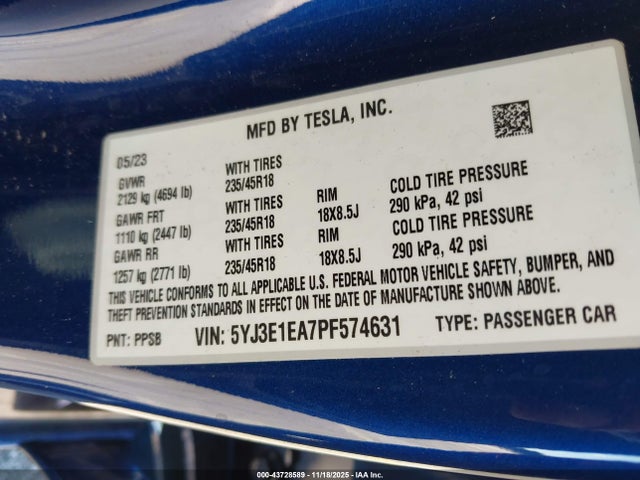 MFD BY TESLA, INC.
05/23
GVWR WITH TIRES
2129 kg (4694 lb) 235/45R18 COLD TIRE PRESSURE
GAWR FRT WITH TIRES RIM 290 kPa, 42 psi
1110 kg (2447 lb) 235/45R18 18X8.5J
GAWR RR WITH TIRES RIM COLD TIRE PRESSURE
1257 kg (2771 lb) 235/45R18 18X8.5J 290 kPa, 42 psi
THIS VEHICLE CONFORMS TO ALL APPLICABLE U.S. FEDERAL MOTOR VEHICLE SAFETY, BUMPER, AND
THEFT PREVENTION STANDARDS IN EFFECT ON THE DATE OF MANUFACTURE SHOWN ABOVE.
PNT: PPSB VIN: 5YJ3E1EA7PF574631 TYPE: PASSENGER CAR
000-43728589 - 11/18/2025 - IAA Inc.